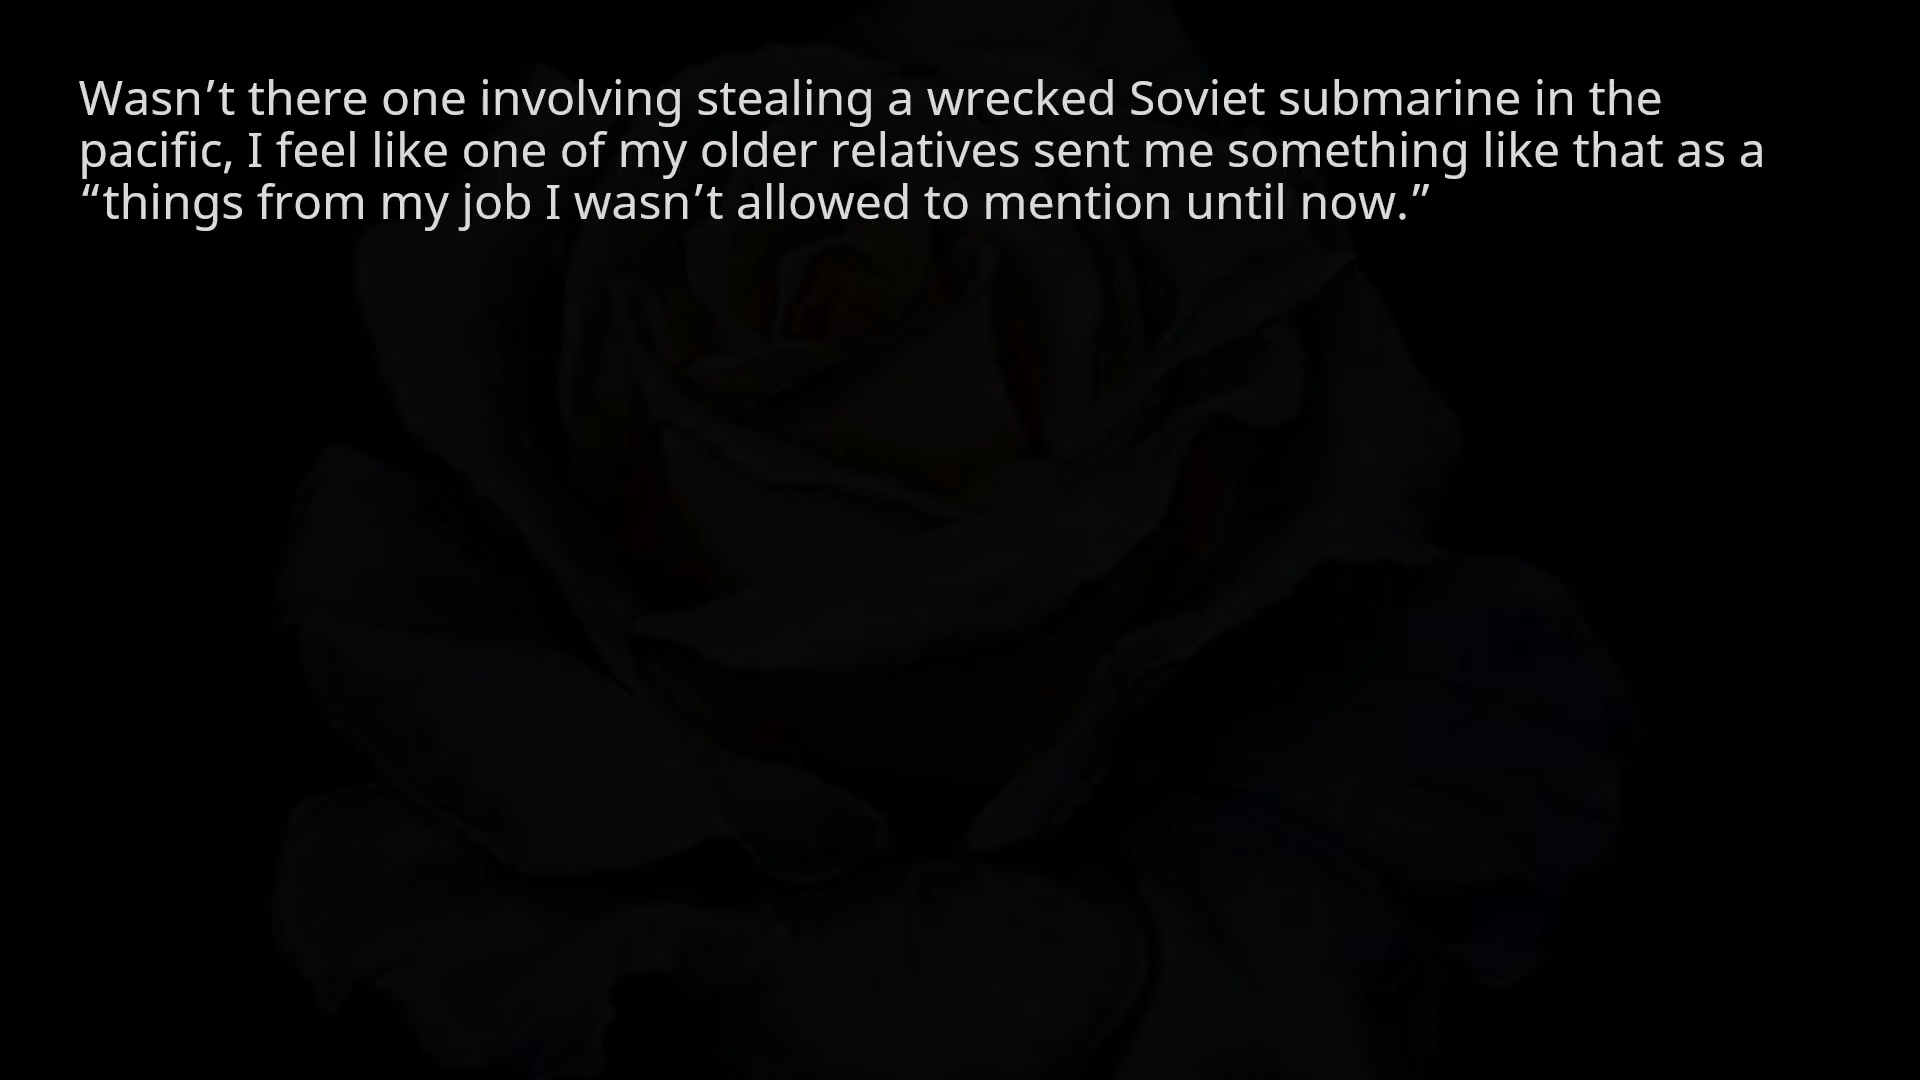 Wasn’t there one involving stealing a wrecked Soviet submarine in the
pacific, I feel like one of my older relatives sent me something like that as a
“things from my job I wasn’t allowed to mention until now.”